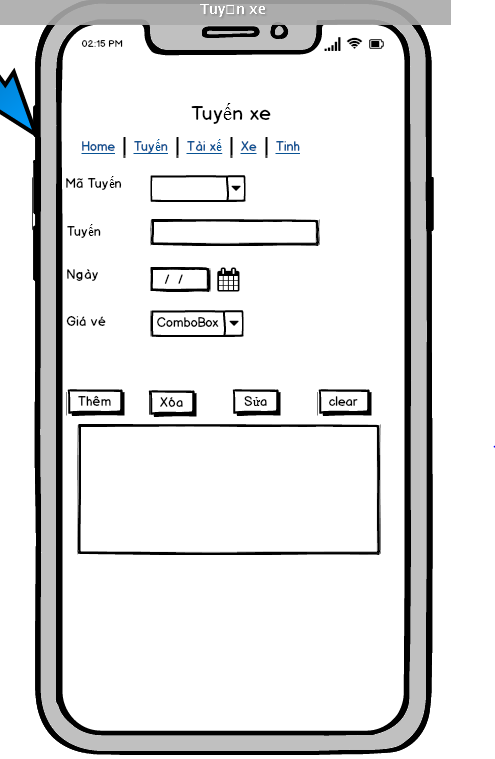 Tuy□n xe
02:15 PM
Tuyến xe
Home Tuyến Tài xế Xe Tinh
Mã Tuyến
Tuyến
Ngày / /
Giá vé ComboBox
Thêm Xóa Sửa clear